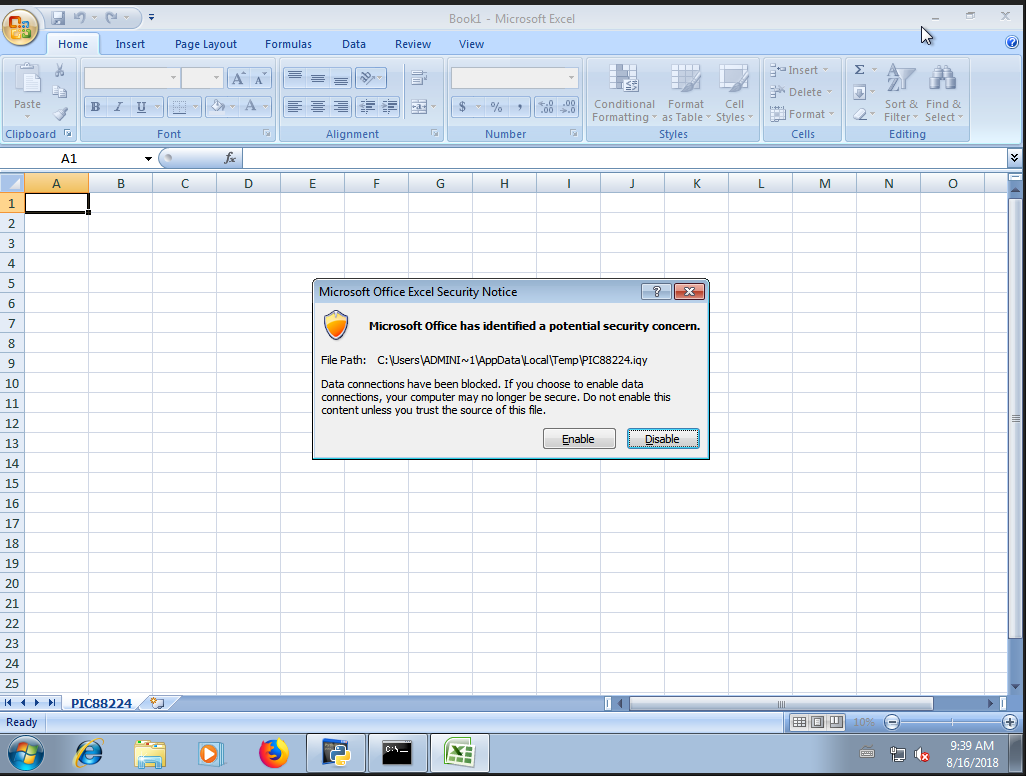 Book1 - Microsoft Excel
Home Insert Page Layout Formulas Data Review View
Paste
Clipboard
B I U A A A
Font
Alignment
$ % ,
Number
Conditional Formatting
Format as Table
Cell Styles
Styles
Insert
Delete
Format
Cells
Σ
Sort & Filter
Find & Select
Editing
A1 fx
A B C D E F G H I J K L M N O
1
2
3
4
5
Microsoft Office Excel Security Notice ?
6
Microsoft Office has identified a potential security concern.
7
8
File Path: C:\Users\ADMINI~1\AppData\Local\Temp\PIC88224.iqy
9
10
Data connections have been blocked. If you choose to enable data
connections, your computer may no longer be secure. Do not enable this
content unless you trust the source of this file.
11
12
Enable Disable
13
14
15
16
17
18
19
20
21
22
23
24
25
PIC88224
Ready 10%
C:\
9:39 AM
8/16/2018